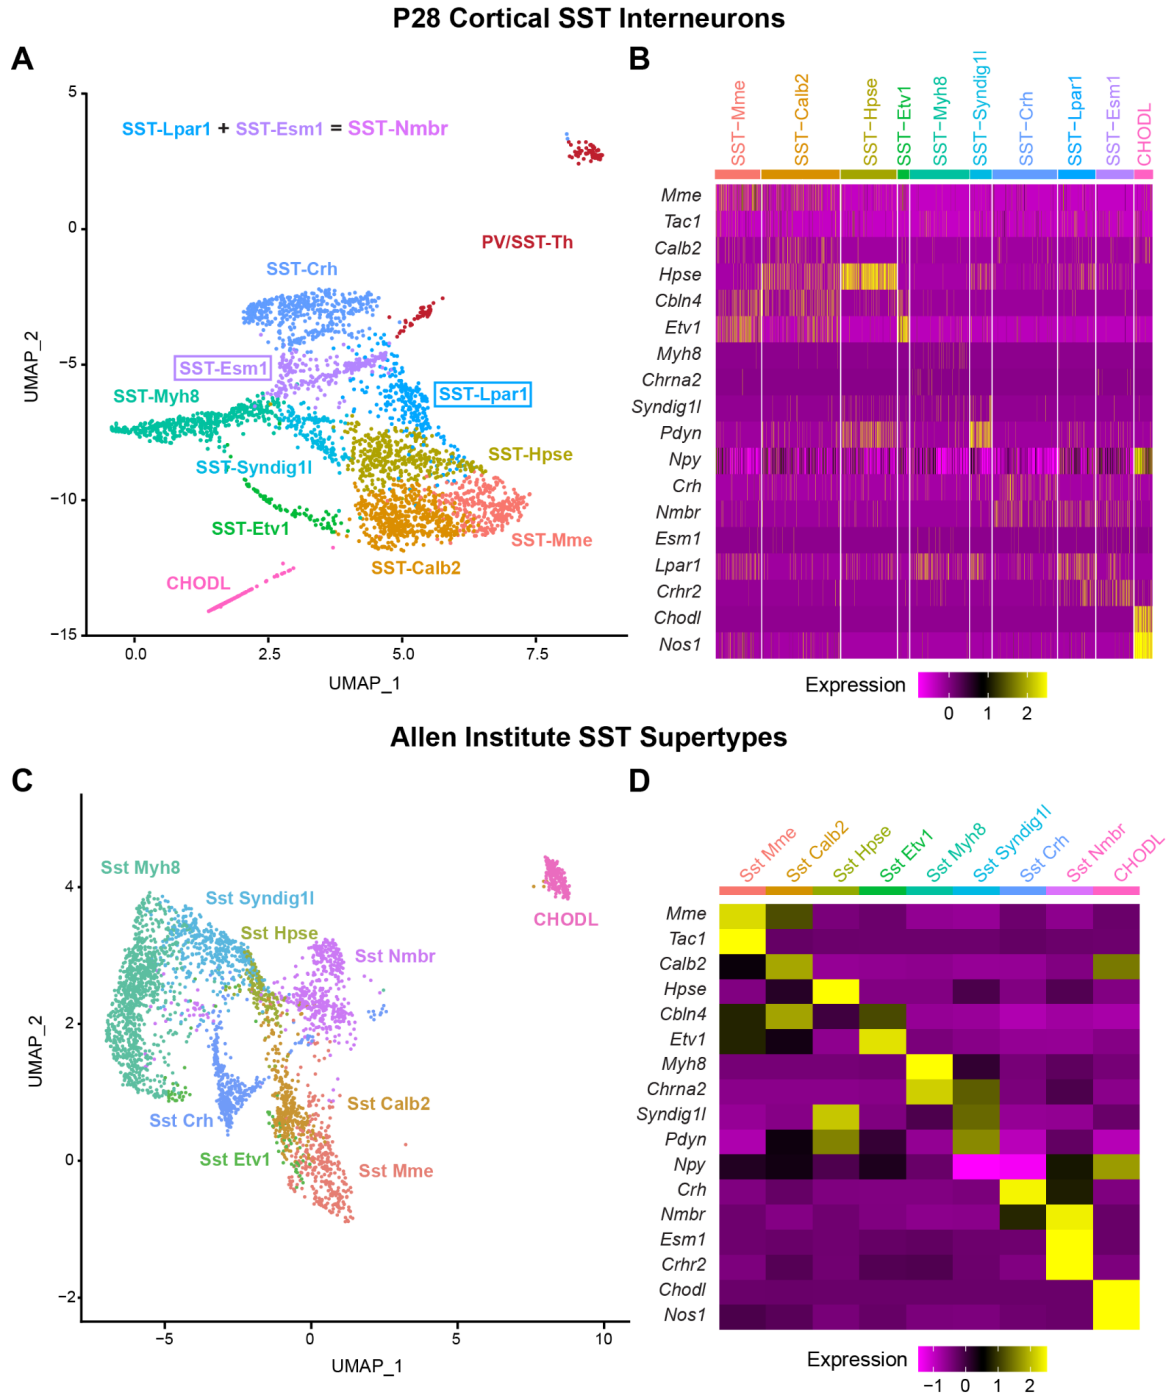 P28 Cortical SST Interneurons
A
SST-Lpar1 + SST-Esm1 = SST-Nmbr
PV/SST-Th
SST-Crh
SST-Esm1
SST-Lpar1
SST-Myh8
SST-Hpse
SST-Syndig1l
SST-Etv1
SST-Mme
SST-Calb2
CHODL
UMAP_2
5
0
−5
−10
−15
0.0 2.5 5.0 7.5
UMAP_1
B
SST−Mme SST−Calb2 SST−Hpse SST−Etv1 SST−Myh8 SST−Syndig1l SST−Crh SST−Lpar1 SST−Esm1 CHODL
Mme
Tac1
Calb2
Hpse
Cbln4
Etv1
Myh8
Chrna2
Syndig1l
Pdyn
Npy
Crh
Nmbr
Esm1
Lpar1
Crhr2
Chodl
Nos1
Expression
0 1 2
Allen Institute SST Supertypes
C
Sst Myh8
Sst Syndig1l
Sst Hpse
CHODL
Sst Nmbr
Sst Calb2
Sst Crh
Sst Etv1
Sst Mme
UMAP_2
4
2
0
−2
−5 0 5 10
UMAP_1
D
Sst Mme Sst Calb2 Sst Hpse Sst Etv1 Sst Myh8 Sst Syndig1l Sst Crh Sst Nmbr CHODL
Mme
Tac1
Calb2
Hpse
Cbln4
Etv1
Myh8
Chrna2
Syndig1l
Pdyn
Npy
Crh
Nmbr
Esm1
Crhr2
Chodl
Nos1
Expression
−1 0 1 2